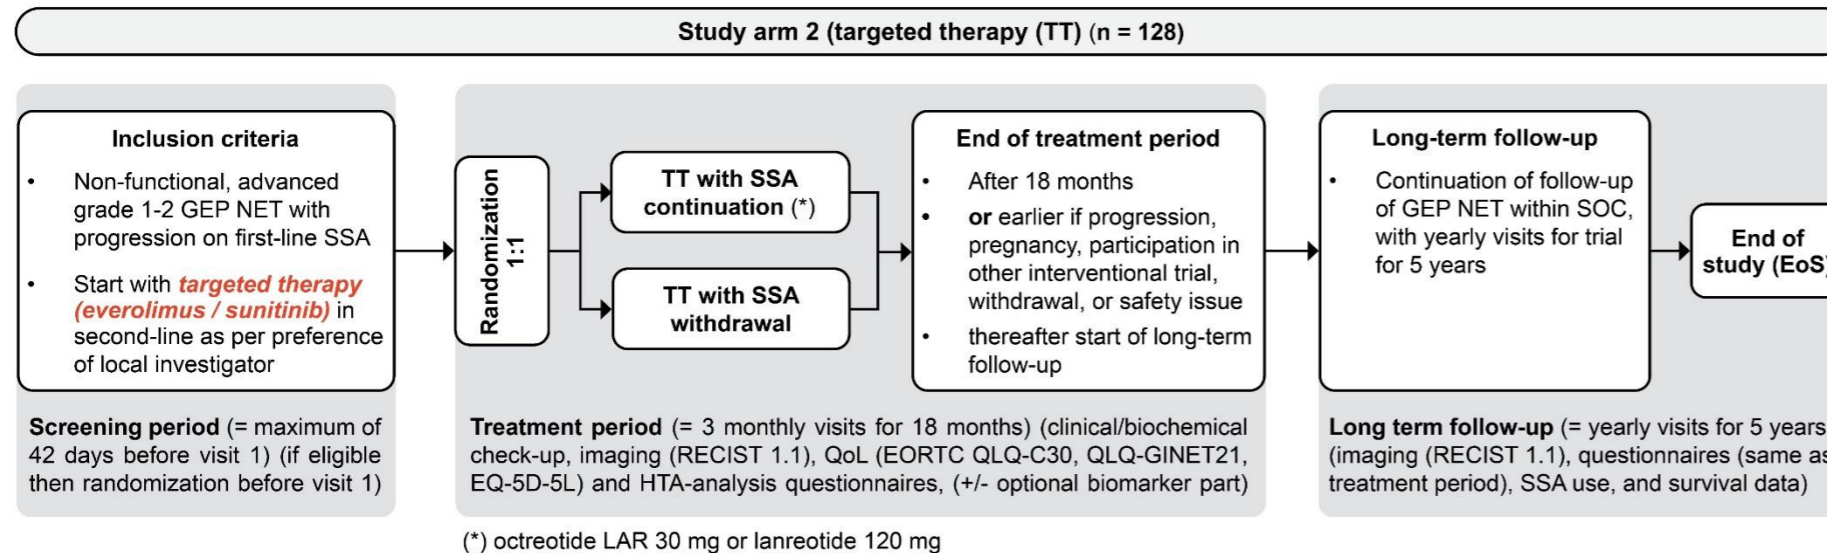 Study arm 2 (targeted therapy (TT) (n = 128)
Inclusion criteria
• Non-functional, advanced
grade 1-2 GEP NET with
progression on first-line SSA
• Start with targeted therapy
(everolimus / sunitinib) in
second-line as per preference
of local investigator
Screening period (= maximum of
42 days before visit 1) (if eligible
then randomization before visit 1)
Randomization
1:1
TT with SSA
continuation (*)
TT with SSA
withdrawal
End of treatment period
• After 18 months
• or earlier if progression,
pregnancy, participation in
other interventional trial,
withdrawal, or safety issue
• thereafter start of long-term
follow-up
Treatment period (= 3 monthly visits for 18 months) (clinical/biochemical
check-up, imaging (RECIST 1.1), QoL (EORTC QLQ-C30, QLQ-GINET21,
EQ-5D-5L) and HTA-analysis questionnaires, (+/- optional biomarker part)
Long-term follow-up
• Continuation of follow-up
of GEP NET within SOC,
with yearly visits for trial
for 5 years
End of
study (EoS)
Long term follow-up (= yearly visits for 5 years
(imaging (RECIST 1.1), questionnaires (same as
treatment period), SSA use, and survival data)
(*) octreotide LAR 30 mg or lanreotide 120 mg